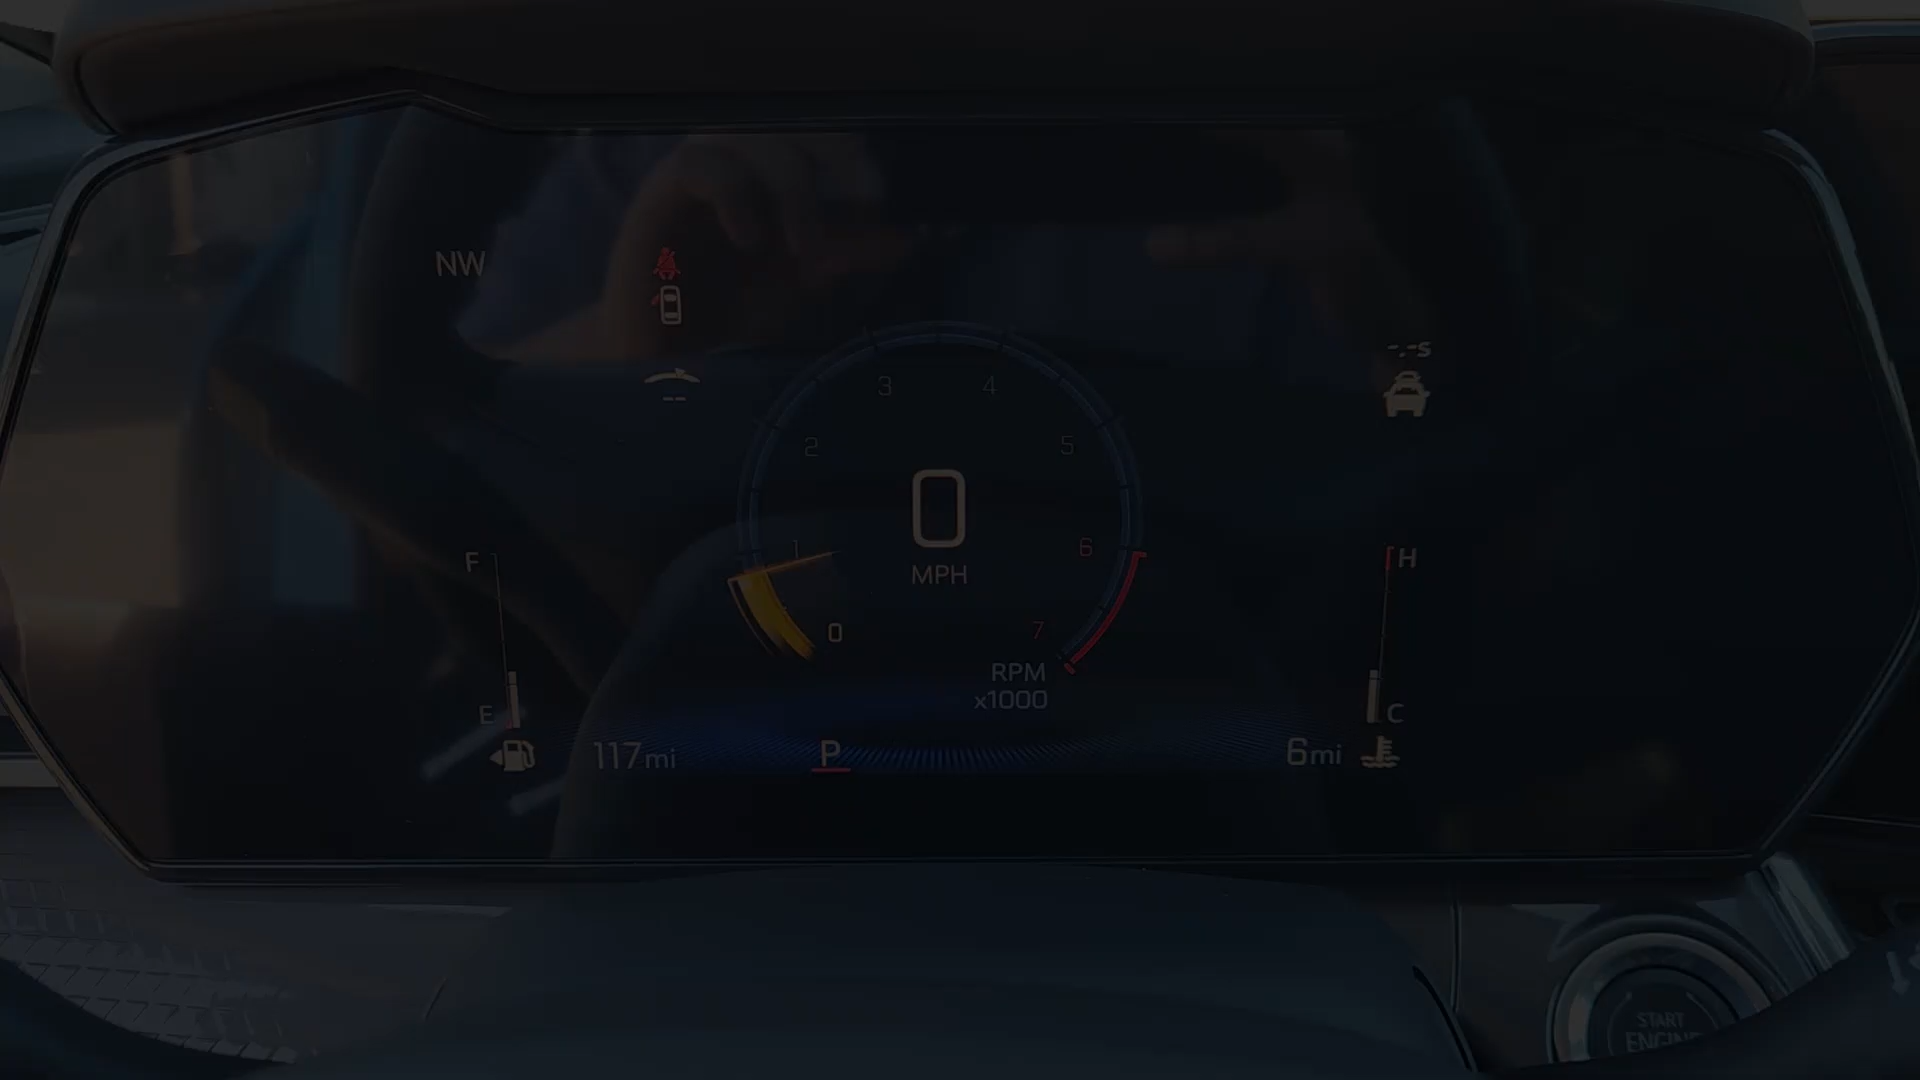 NW
-.-s
--
3 4
2 5
1 6
0 7
0
MPH
RPM
x1000
F
E
H
C
117mi
P
6mi
START
ENGINE